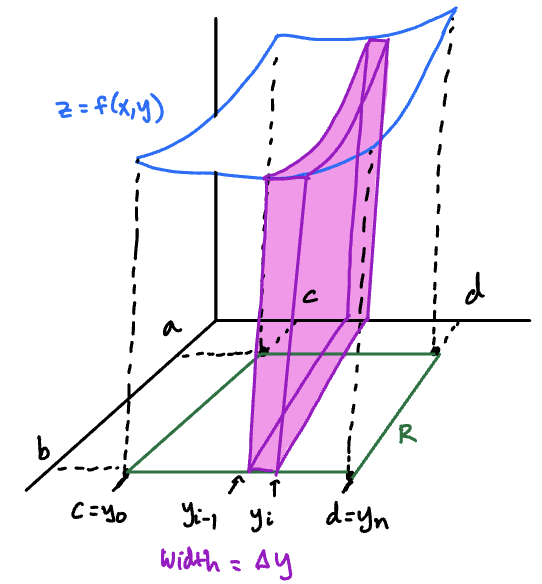 z = f(x,y)
c
d
a
b
R
c=y₀
yᵢ₋₁
yᵢ
d=yₙ
Width = Δy